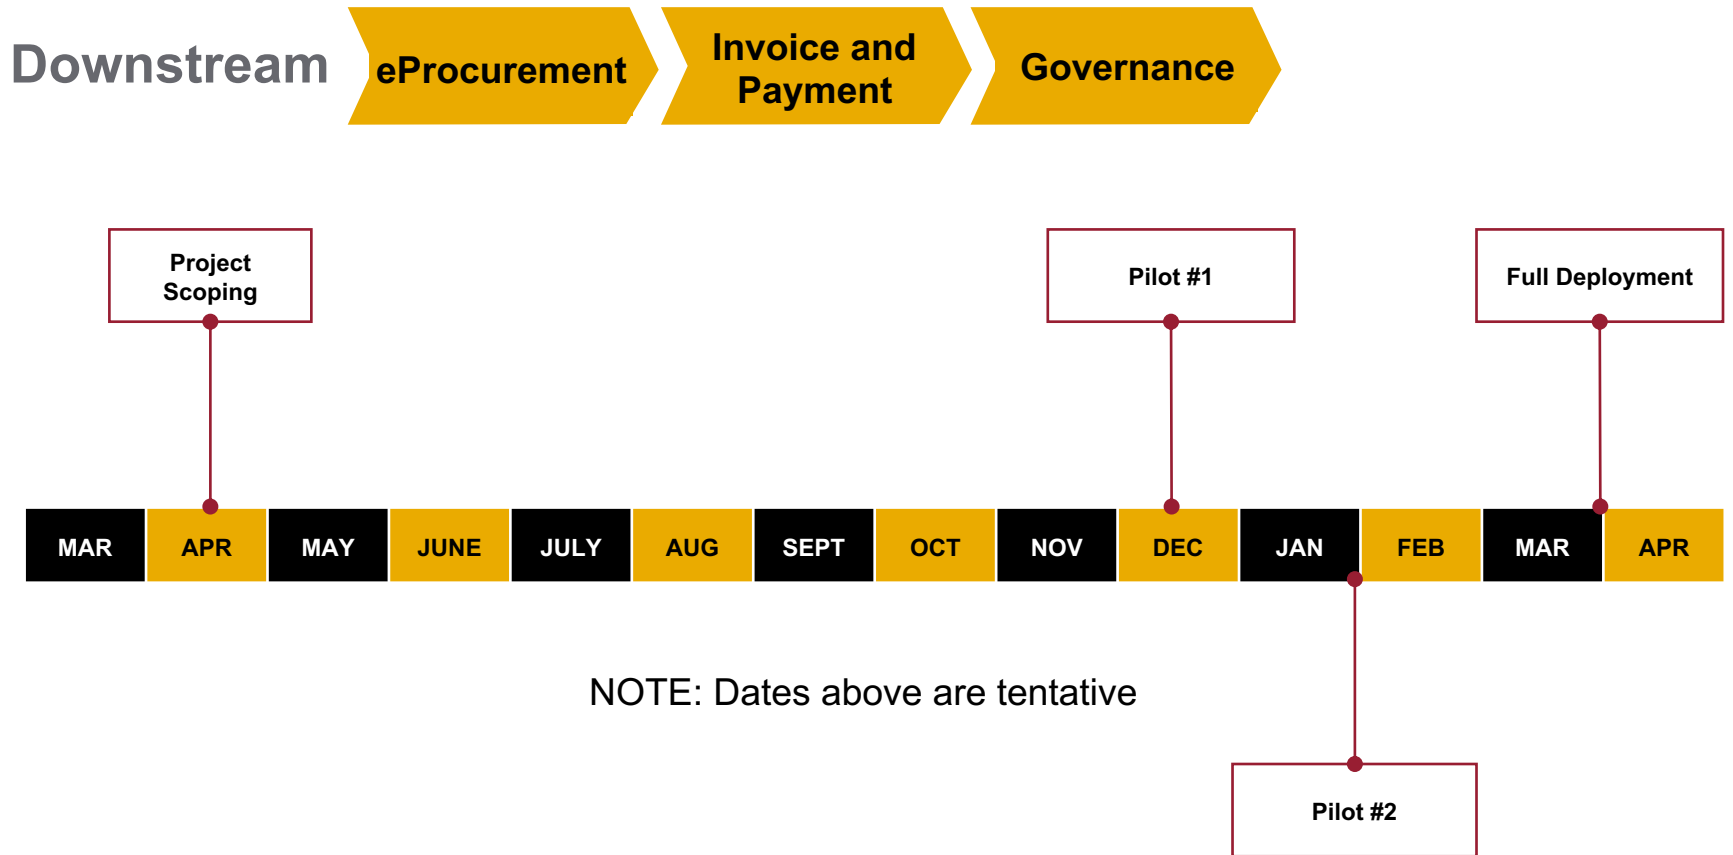 Downstream
eProcurement
Invoice and
Payment
Governance
Project
Scoping
Pilot #1
Full Deployment
MAR APR MAY JUNE JULY AUG SEPT OCT NOV DEC JAN FEB MAR APR
NOTE: Dates above are tentative
Pilot #2